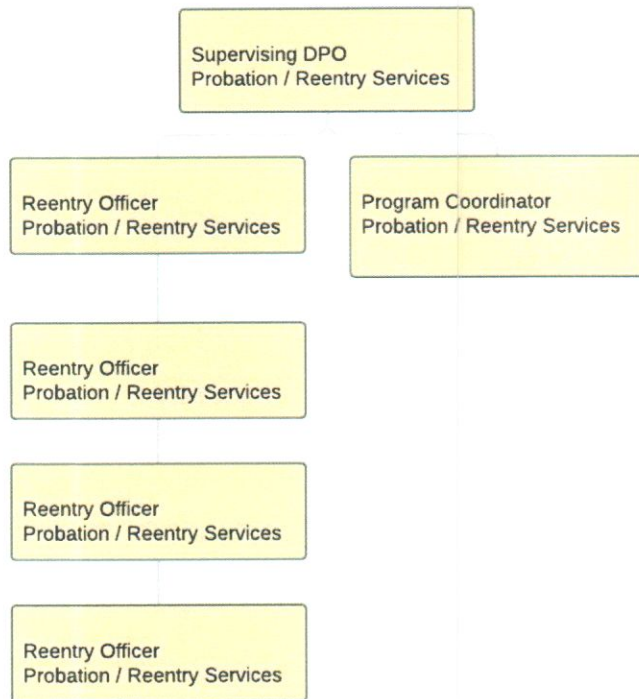 Supervising DPO
Probation / Reentry Services
Reentry Officer
Probation / Reentry Services
Program Coordinator
Probation / Reentry Services
Reentry Officer
Probation / Reentry Services
Reentry Officer
Probation / Reentry Services
Reentry Officer
Probation / Reentry Services